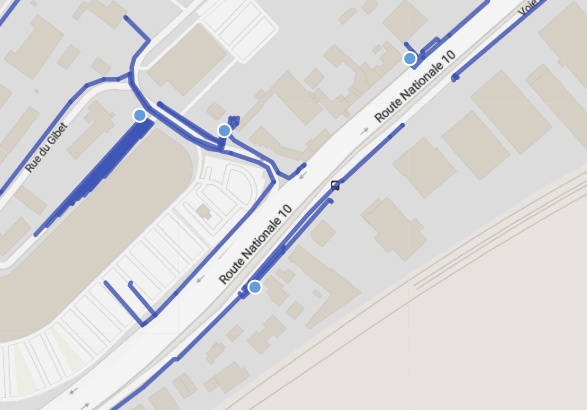 Voie
Route Nationale 10
Rue du Gibet
Route Nationale 10